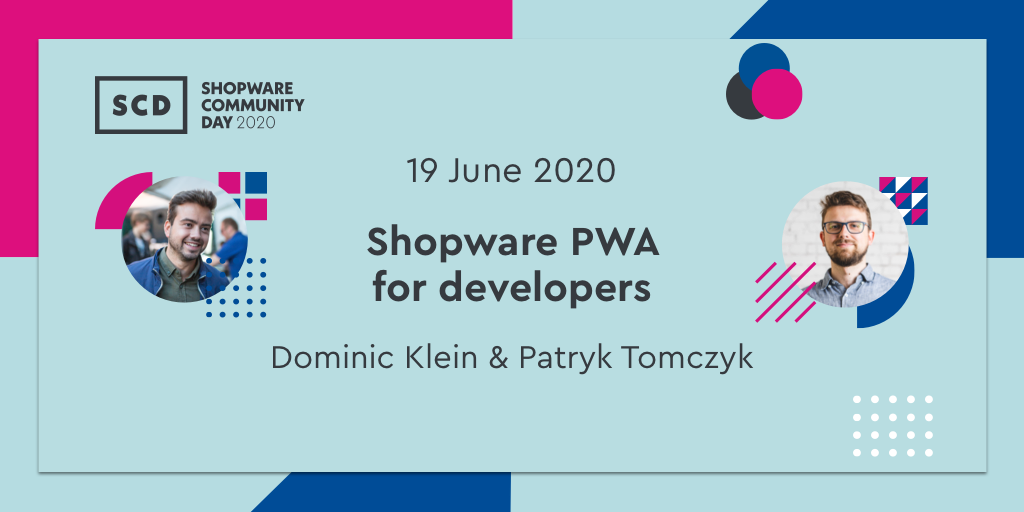 SCD
SHOPWARE
COMMUNITY
DAY 2020
19 June 2020
Shopware PWA
for developers
Dominic Klein & Patryk Tomczyk